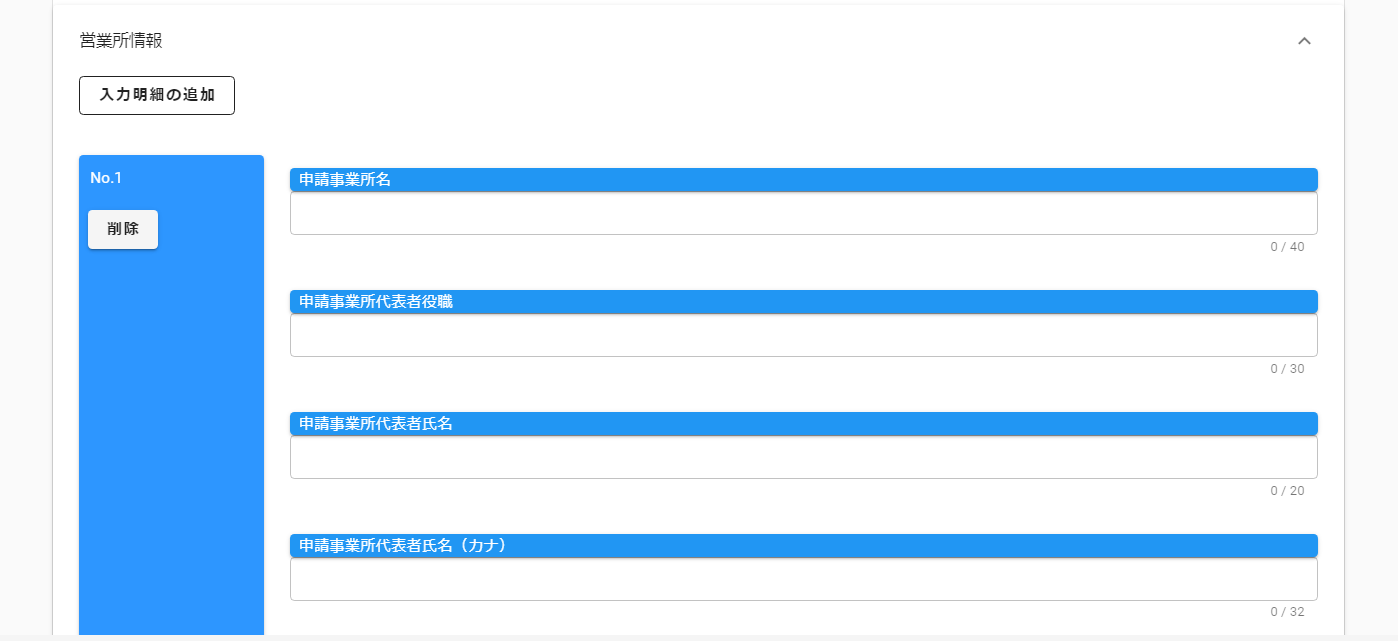 営業所情報
入力明細の追加
No.1
削除
申請事業所名
0 / 40
申請事業所代表者役職
0 / 30
申請事業所代表者氏名
0 / 20
申請事業所代表者氏名（カナ）
0 / 32